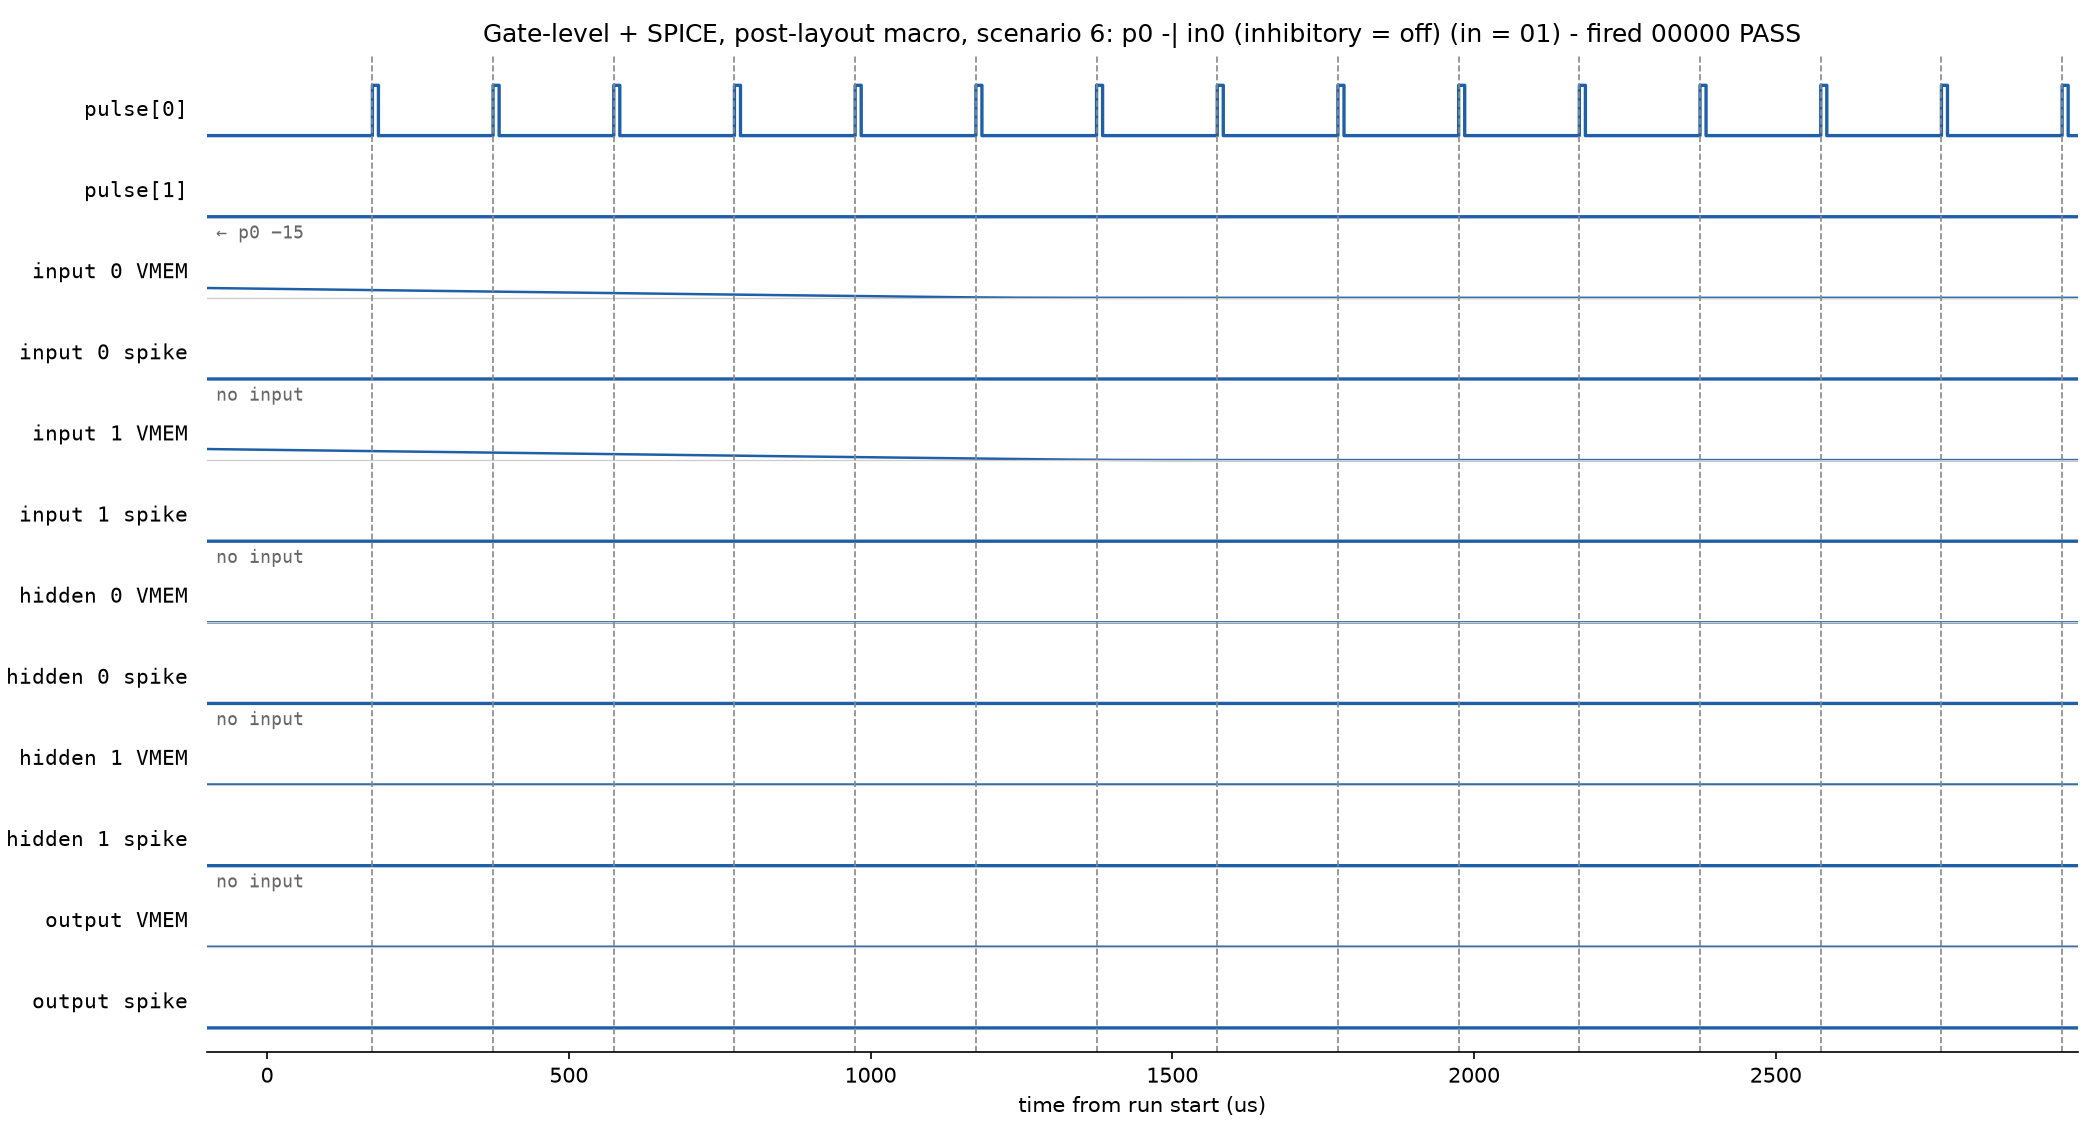 Gate-level + SPICE, post-layout macro, scenario 6: p0 -| in0 (inhibitory = off) (in = 01) - fired 00000 PASS
pulse[0]
pulse[1]
← p0 −15
input 0 VMEM
input 0 spike
no input
input 1 VMEM
input 1 spike
no input
hidden 0 VMEM
hidden 0 spike
no input
hidden 1 VMEM
hidden 1 spike
no input
output VMEM
output spike
0 500 1000 1500 2000 2500
time from run start (us)